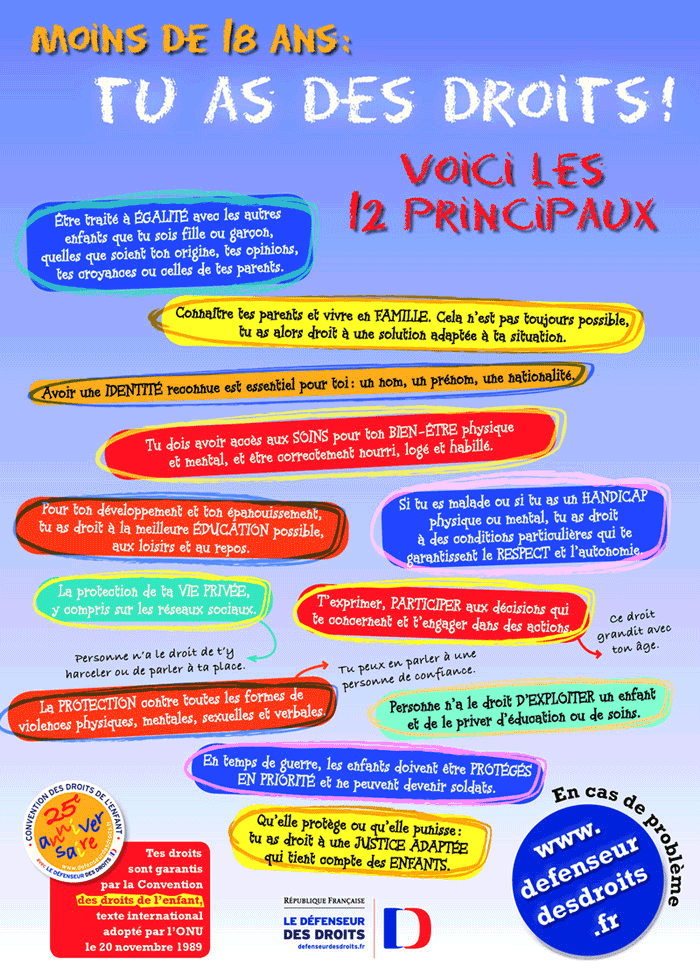 MOINS DE 18 ANS:
TU AS DES DROITS!
VOICI LES
12 PRINCIPAUX
Être traité à ÉGALITÉ avec les autres
enfants que tu sois fille ou garçon,
quelles que soient ton origine, tes opinions,
tes croyances ou celles de tes parents.
Connaître tes parents et vivre en FAMILLE. Cela n'est pas toujours possible,
tu as alors droit à une solution adaptée à ta situation.
Avoir une IDENTITÉ reconnue est essentiel pour toi : un nom, un prénom, une nationalité.
Tu dois avoir accès aux SOINS pour ton BIEN-ÊTRE physique
et mental, et être correctement nourri, logé et habillé.
Pour ton développement et ton épanouissement,
tu as droit à la meilleure ÉDUCATION possible,
aux loisirs et au repos.
Si tu es malade ou si tu as un HANDICAP
physique ou mental, tu as droit
à des conditions particulières qui te
garantissent le RESPECT et l'autonomie.
La protection de ta VIE PRIVÉE,
y compris sur les réseaux sociaux.
T'exprimer, PARTICIPER aux décisions qui
te concernent et t'engager dans des actions.
Ce droit
grandit avec
ton âge.
Personne n'a le droit de t'y
harceler ou de parler à ta place.
Tu peux en parler à une
personne de confiance.
La PROTECTION contre toutes les formes de
violences physiques, mentales, sexuelles et verbales.
Personne n'a le droit D'EXPLOITER un enfant
et de le priver d'éducation ou de soins.
En temps de guerre, les enfants doivent être PROTÉGÉS
EN PRIORITÉ et ne peuvent devenir soldats.
Qu'elle protège ou qu'elle punisse :
tu as droit à une JUSTICE ADAPTÉE
qui tient compte des ENFANTS.
CONVENTION DES DROITS DE L'ENFANT
25e
anniver
saire
www.defenseurdesdroits.fr
avec LE DÉFENSEUR DES DROITS
Tes droits
sont garantis
par la Convention
des droits de l'enfant,
texte international
adopté par l'ONU
le 20 novembre 1989
RÉPUBLIQUE FRANÇAISE
LE DÉFENSEUR
DES DROITS
defenseurdesdroits.fr
En cas de problème
www.
defenseur
desdroits
.fr